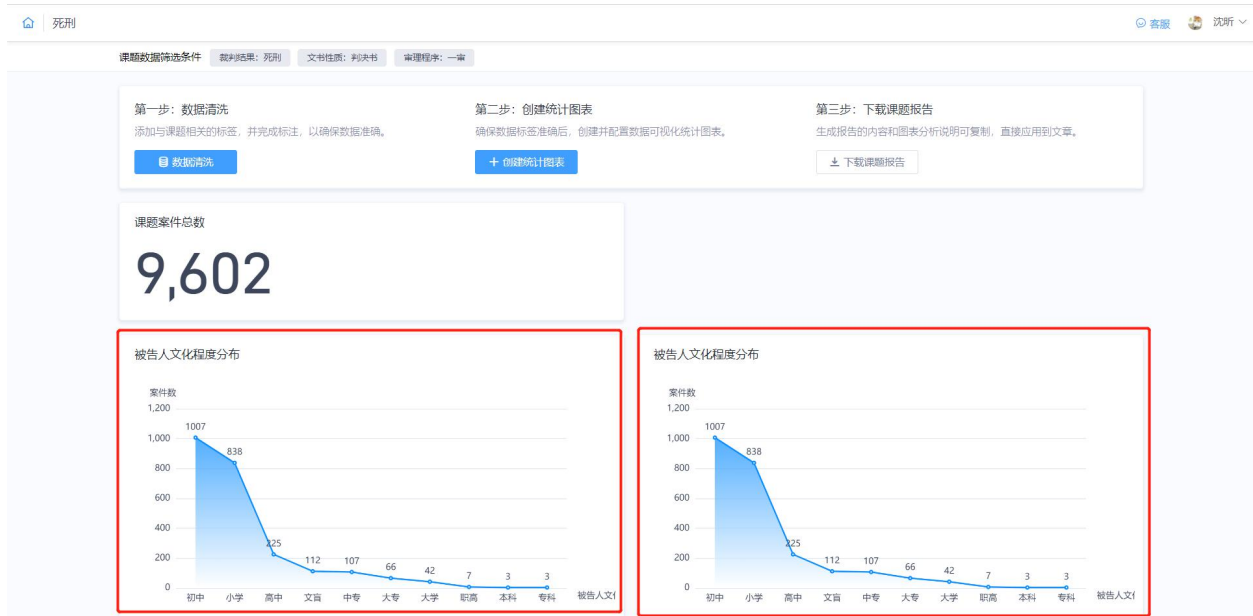 死刑
客服
沈昕
课题数据筛选条件 裁判结果：死刑 文书性质：判决书 审理程序：一审
第一步：数据清洗
添加与课题相关的标签，并完成标注，以确保数据准确。
数据清洗
第二步：创建统计图表
确保数据标签准确后，创建并配置数据可视化统计图表。
创建统计图表
第三步：下载课题报告
生成报告的内容和图表分析说明可复制，直接应用到文章。
下载课题报告
课题案件总数
9,602
被告人文化程度分布
案件数
1,200
1,000
800
600
400
200
0
1007
838
225
112
107
66
42
7
3
3
初中 小学 高中 文盲 中专 大专 大学 职高 本科 专科 被告人文化
被告人文化程度分布
案件数
1,200
1,000
800
600
400
200
0
1007
838
225
112
107
66
42
7
3
3
初中 小学 高中 文盲 中专 大专 大学 职高 本科 专科 被告人文化